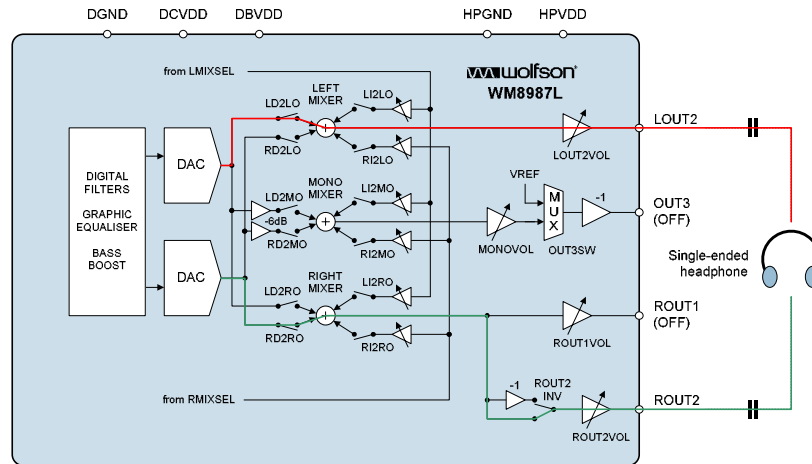 DGND
DCVDD
DBVDD
HPGND
HPVDD
from LMIXSEL
wolfson®
WM8987L
LEFT
MIXER
LI2LO
LD2LO
RD2LO
RI2LO
LOUT2VOL
LOUT2
DAC
DIGITAL
FILTERS
GRAPHIC
EQUALISER
BASS
BOOST
MONO
MIXER
LI2MO
LD2MO
-6dB
RD2MO
RI2MO
MONOVOL
VREF
MUX
OUT3SW
-1
OUT3
(OFF)
Single-ended
headphone
DAC
RIGHT
MIXER
LI2RO
LD2RO
RD2RO
RI2RO
ROUT1VOL
ROUT1
(OFF)
from RMIXSEL
-1
ROUT2
INV
ROUT2VOL
ROUT2